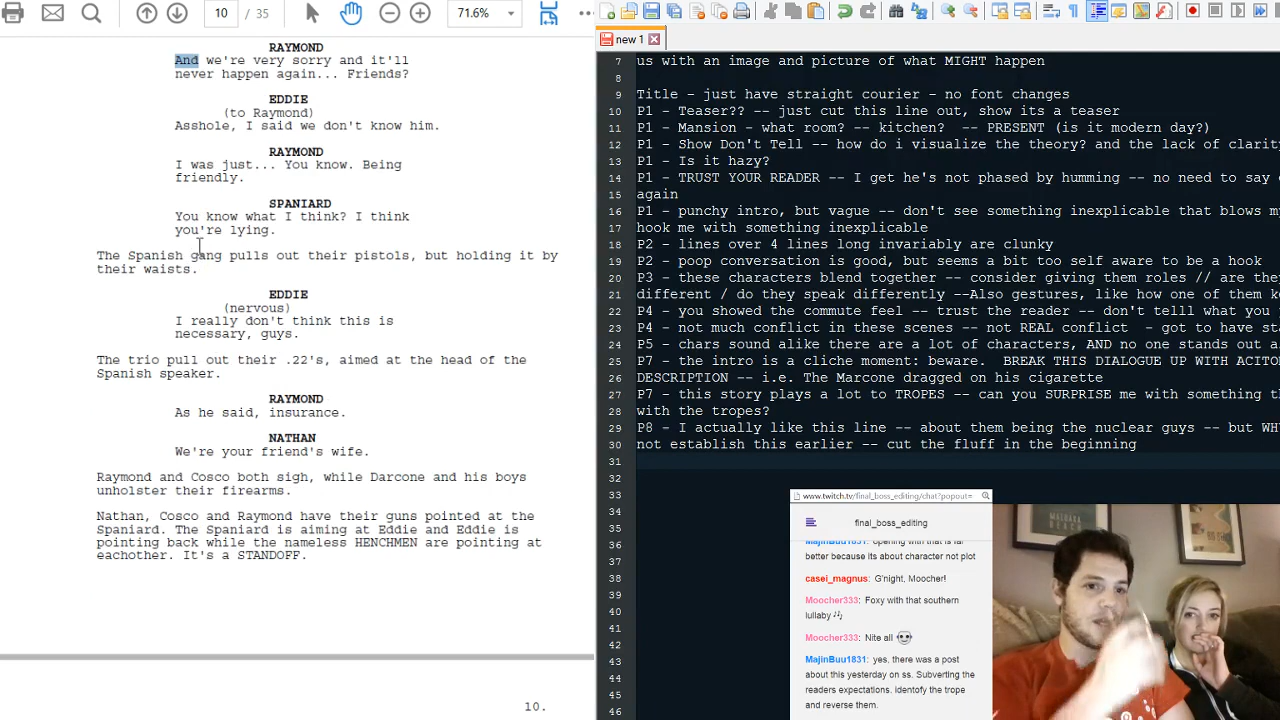 10 / 35
71.6%
RAYMOND
And we're very sorry and it'll
never happen again... Friends?
EDDIE
(to Raymond)
Asshole, I said we don't know him.
RAYMOND
I was just... You know. Being
friendly.
SPANIARD
You know what I think? I think
you're lying.
The Spanish gang pulls out their pistols, but holding it by
their waists.
EDDIE
(nervous)
I really don't think this is
necessary, guys.
The trio pull out their .22's, aimed at the head of the
Spanish speaker.
RAYMOND
As he said, insurance.
NATHAN
We're your friend's wife.
Raymond and Cosco both sigh, while Darcone and his boys
unholster their firearms.
Nathan, Cosco and Raymond have their guns pointed at the
Spaniard. The Spaniard is aiming at Eddie and Eddie is
pointing back while the nameless HENCHMEN are pointing at
eachother. It's a STANDOFF.
10.
new 1
7 us with an image and picture of what MIGHT happen
8
9 Title - just have straight courier - no font changes
10 P1 - Teaser?? -- just cut this line out, show its a teaser
11 P1 - Mansion - what room? -- kitchen? -- PRESENT (is it modern day?)
12 P1 - Show Don't Tell -- how do i visualize the theory? and the lack of clarity
13 P1 - Is it hazy?
14 P1 - TRUST YOUR READER -- I get he's not phased by humming -- no need to say
15 again
16 P1 - punchy intro, but vague -- don't see something inexplicable that blows my
17 hook me with something inexplicable
18 P2 - lines over 4 lines long invariably are clunky
19 P2 - poop conversation is good, but seems a bit too self aware to be a hook
20 P3 - these characters blend together -- consider giving them roles // are they
21 different / do they speak differently --Also gestures, like how one of them
22 P4 - you showed the commute feel -- trust the reader -- don't telll what you
23 P4 - not much conflict in these scenes -- not REAL conflict - got to have
24 P5 - chars sound alike there are a lot of characters, AND no one stands out
25 P7 - the intro is a cliche moment: beware. BREAK THIS DIALOGUE UP WITH ACITO
26 DESCRIPTION -- i.e. The Marcone dragged on his cigarette
27 P7 - this story plays a lot to TROPES -- can you SURPRISE me with something
28 with the tropes?
29 P8 - I actually like this line -- about them being the nuclear guys -- but
30 not establish this earlier -- cut the fluff in the beginning
31
32
33
34
35
36
37
38
39
40
41
42
43
44
45
46
www.twitch.tv/final_boss_editing/chat?popout=
final_boss_editing
MajinBuu1831: Opening with that is far
better because its about character not plot
casei_magnus: G'night, Moocher!
Moocher333: Foxy with that southern
lullaby
Moocher333: Nite all
MajinBuu1831: yes, there was a post
about this yesterday on ss. Subverting the
readers expectations. Identofy the trope
and reverse them.